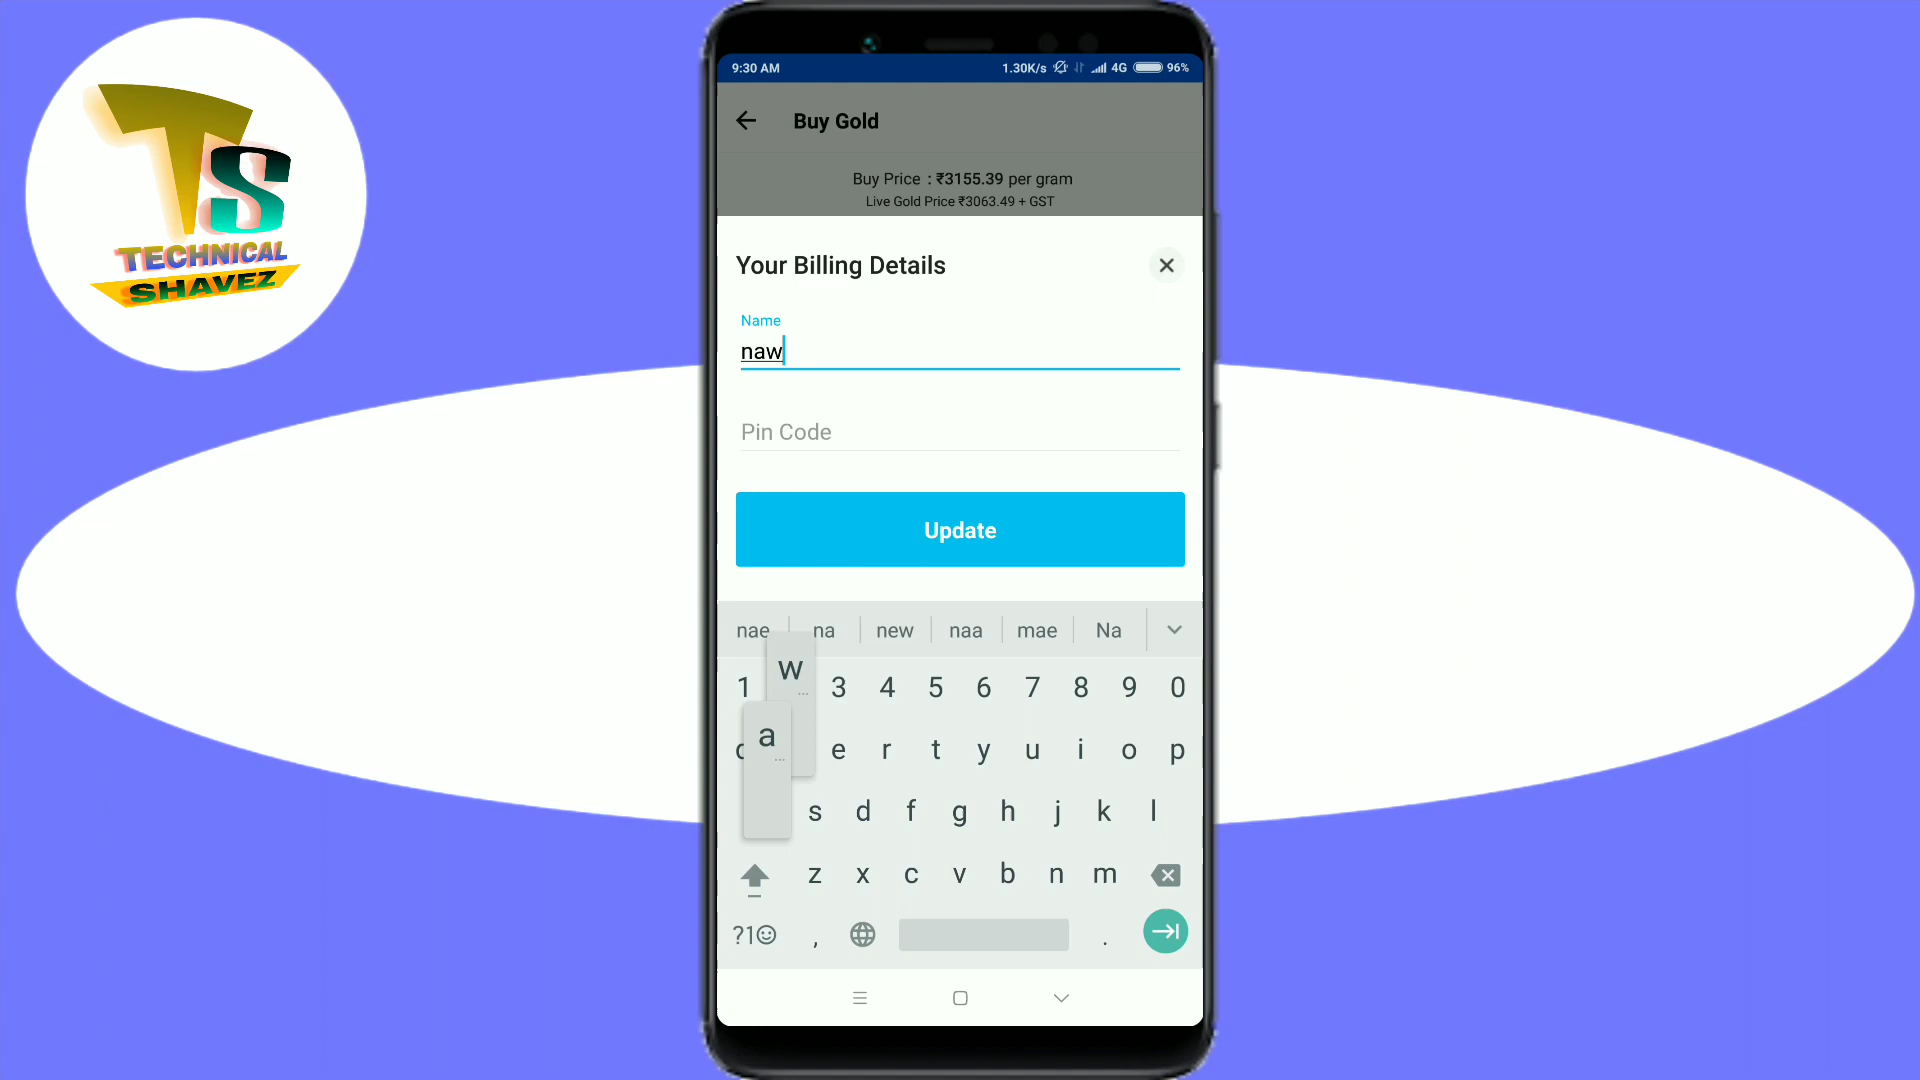 TS
TECHNICAL
SHAVEZ
9:30 AM 1.30K/s 4G 96%
Buy Gold
Buy Price : ₹3155.39 per gram
Live Gold Price ₹3063.49 + GST
Your Billing Details
Name
naw
Pin Code
Update
nae na new naa mae Na
w
1 3 4 5 6 7 8 9 0
a
e r t y u i o p
s d f g h j k l
z x c v b n m
?1☺ , .